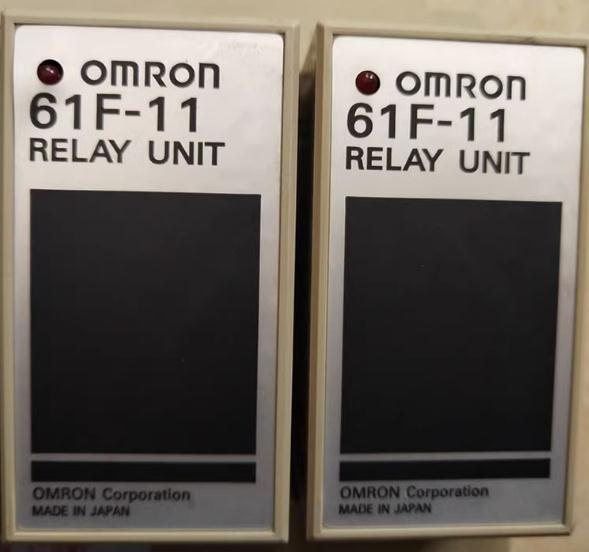 OMRON
61F-11
RELAY UNIT
OMRON Corporation
MADE IN JAPAN
OMRON
61F-11
RELAY UNIT
OMRON Corporation
MADE IN JAPAN